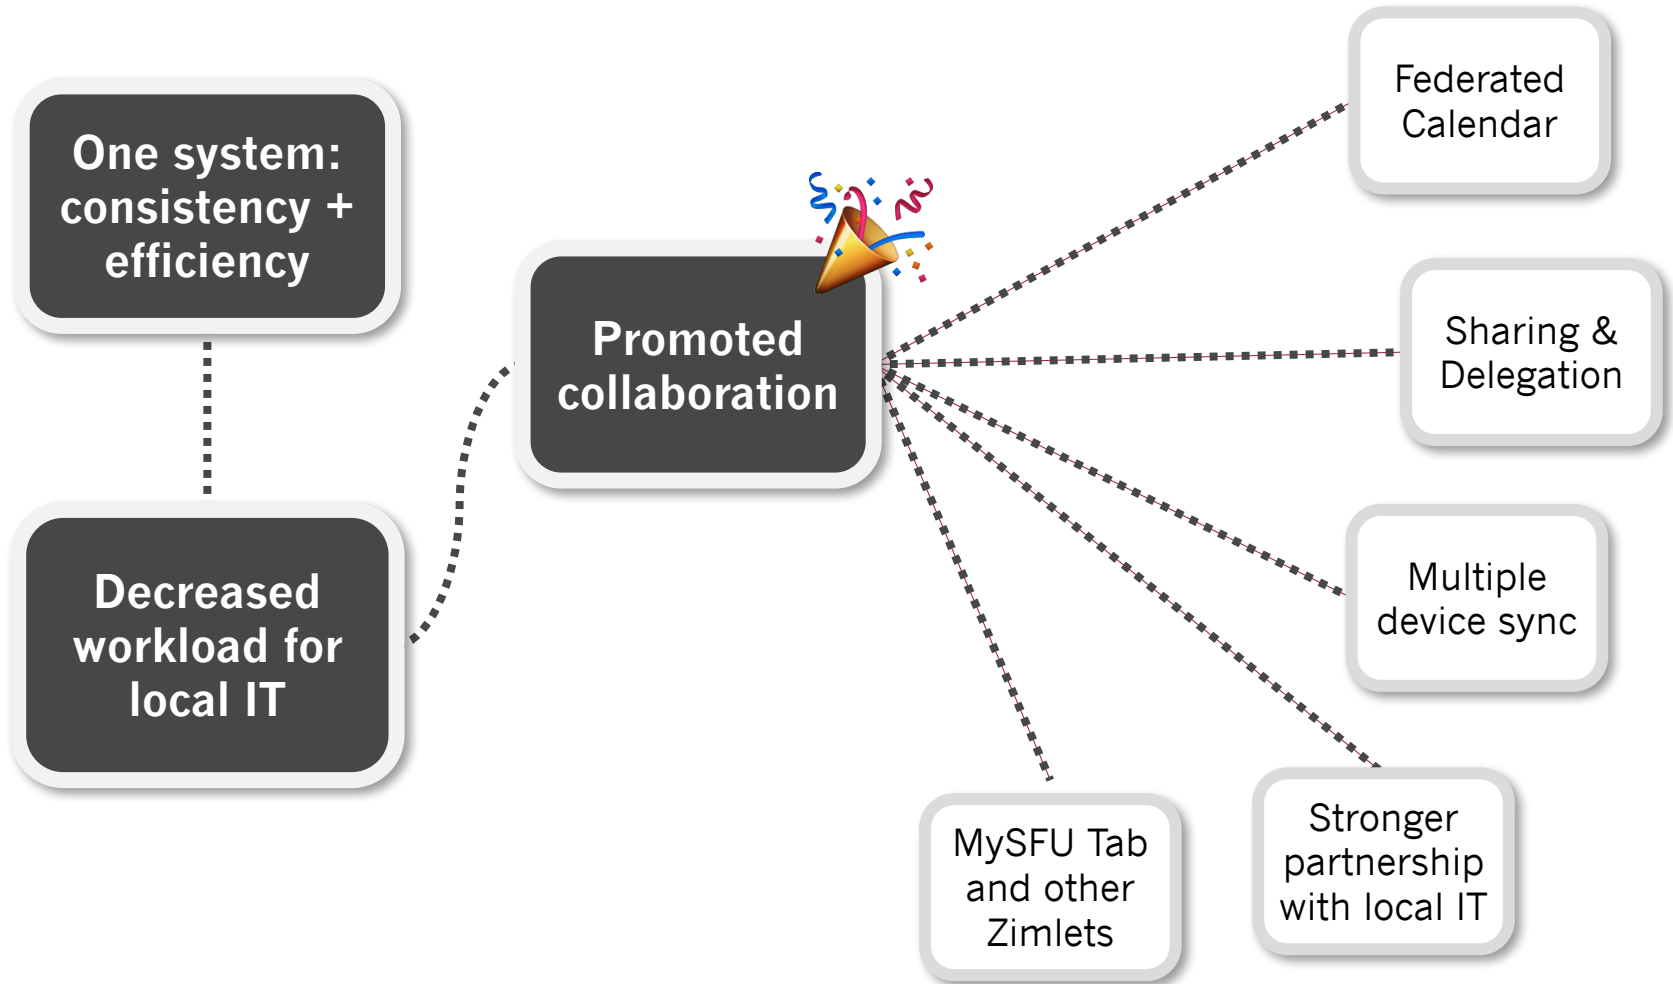 One system:
consistency +
efficiency
Decreased
workload for
local IT
Promoted
collaboration
Federated
Calendar
Sharing &
Delegation
Multiple
device sync
Stronger
partnership
with local IT
MySFU Tab
and other
Zimlets